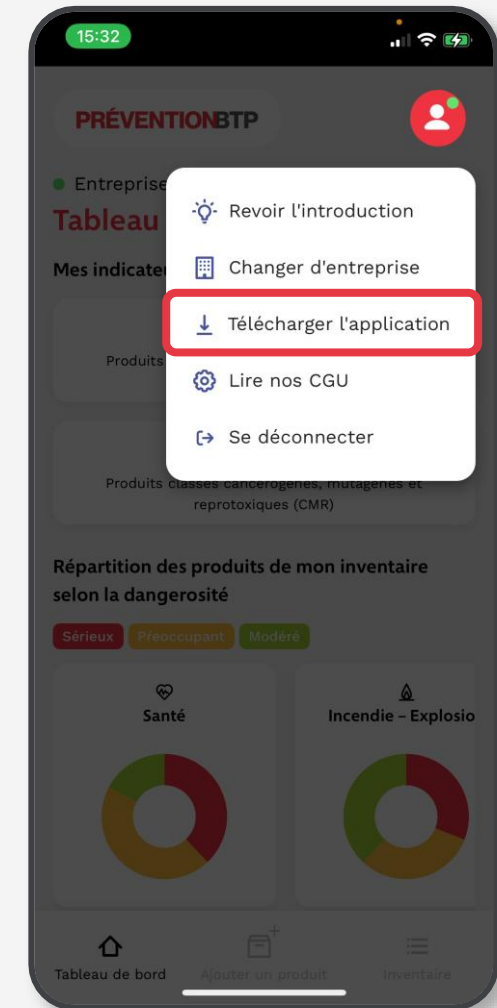 15:32
PRÉVENTIONBTP
Entreprise
Tableau
Revoir l'introduction
Changer d'entreprise
Télécharger l'application
Lire nos CGU
Se déconnecter
Mes indicate
Produits
Produits classés cancérogènes, mutagènes et
reprotoxiques (CMR)
Répartition des produits de mon inventaire
selon la dangerosité
Sérieux Préoccupant Modéré
Santé
Incendie – Explosio
Tableau de bord Ajouter un produit Inventaire